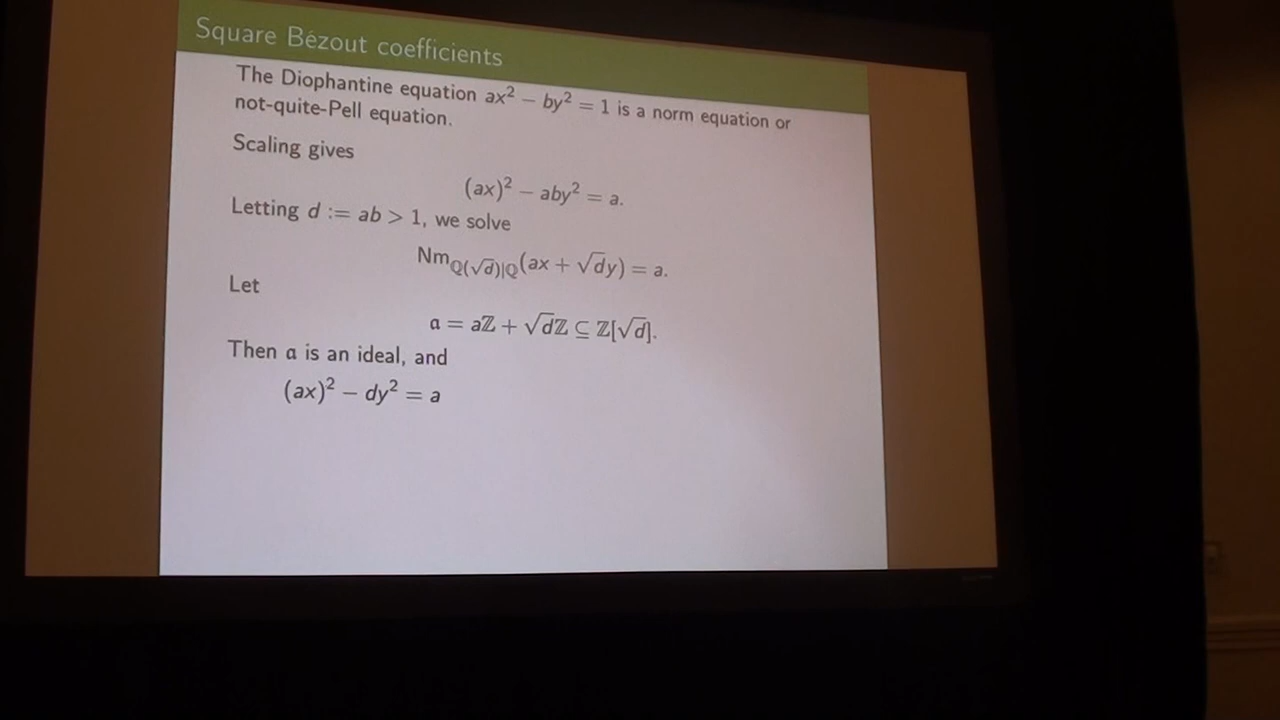 Square Bézout coefficients
The Diophantine equation ax² − by² = 1 is a norm equation or
not-quite-Pell equation.
Scaling gives
(ax)² − aby² = a.
Letting d := ab > 1, we solve
Nm_{ℚ(√d)|ℚ}(ax + √dy) = a.
Let
𝔞 = aℤ + √dℤ ⊆ ℤ[√d].
Then 𝔞 is an ideal, and
(ax)² − dy² = a